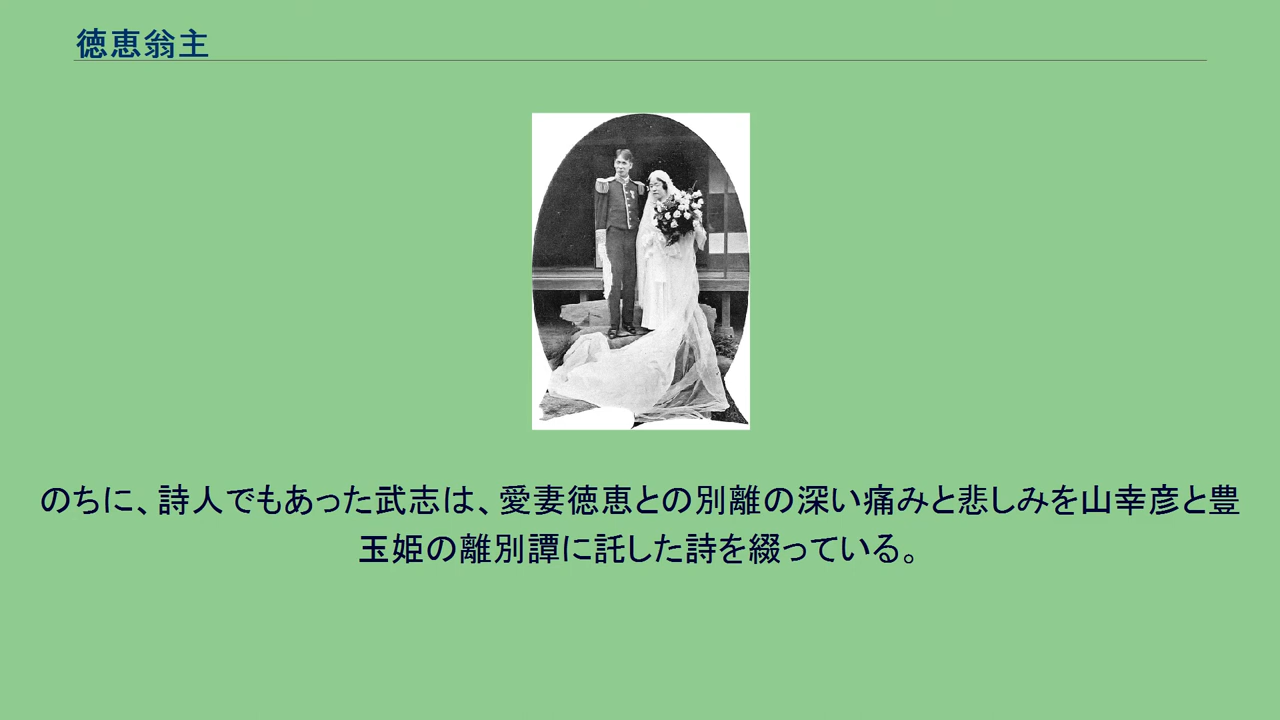 徳恵翁主
のちに、詩人でもあった武志は、愛妻徳恵との別離の深い痛みと悲しみを山幸彦と豊
玉姫の離別譚に託した詩を綴っている。